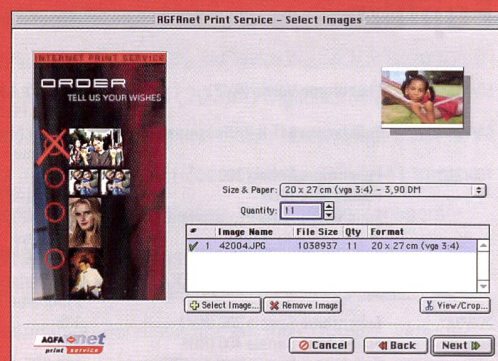 AGFAnet Print Service - Select Images
INTERNET PRINT SERVICE
ORDER
TELL US YOUR WISHES
Size & Paper: 20 x 27 cm (vga 3:4) - 3,90 DM
Quantity: 11
# Image Name File Size Qty Format
1 42004.JPG 1038937 11 20 x 27 cm (vga 3:4)
Select Image... Remove Image View/Crop...
AGFA net
print service
Cancel Back Next